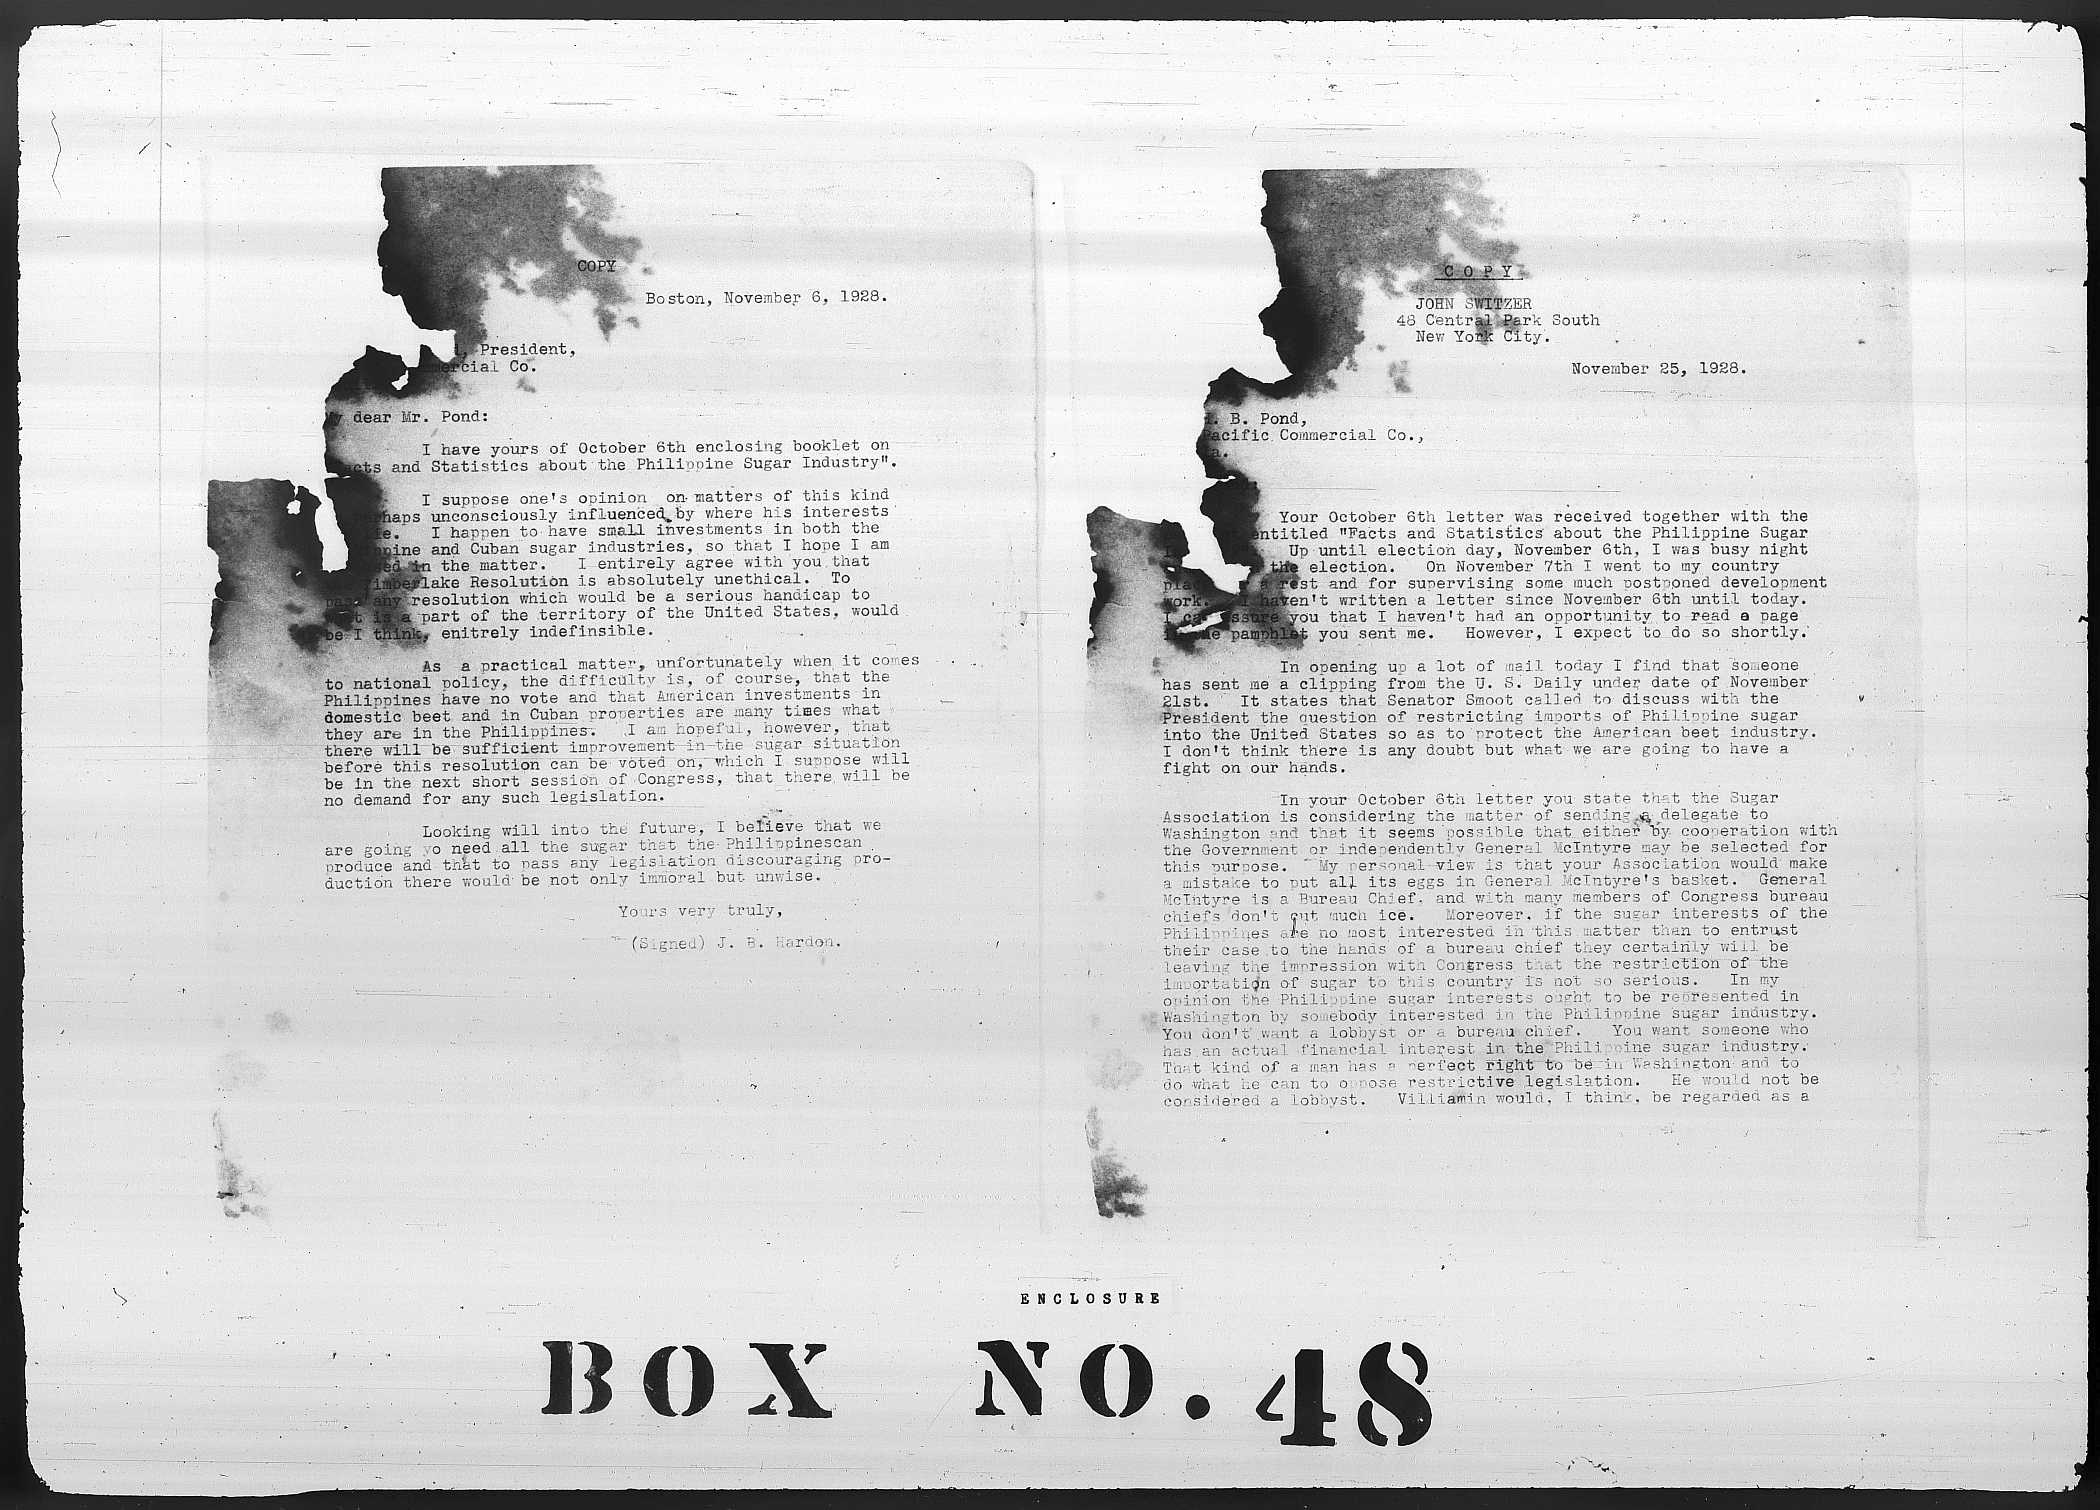 COPY
Boston, November 6, 1928.
President,
mercial Co.
My dear Mr. Pond:
I have yours of October 6th enclosing booklet on
cts and Statistics about the Philippine Sugar Industry".
I suppose one's opinion on matters of this kind
haps unconsciously influenced by where his interests
ie. I happen to have small investments in both the
pine and Cuban sugar industries, so that I hope I am
ed in the matter. I entirely agree with you that
Timberlake Resolution is absolutely unethical. To
pass any resolution which would be a serious handicap to
t is a part of the territory of the United States, would
be I think, enitrely indefinsible.
As a practical matter, unfortunately when it comes
to national policy, the difficulty is, of course, that the
Philippines have no vote and that American investments in
domestic beet and in Cuban properties are many times what
they are in the Philippines. I am hopeful, however, that
there will be sufficient improvement in the sugar situation
before this resolution can be voted on, which I suppose will
be in the next short session of Congress, that there will be
no demand for any such legislation.
Looking will into the future, I believe that we
are going yo need all the sugar that the Philippinescan
produce and that to pass any legislation discouraging pro-
duction there would be not only immoral but unwise.
Yours very truly,
(Signed) J. B. Hardon.
COPY
JOHN SWITZER
48 Central Park South
New York City.
November 25, 1928.
H. B. Pond,
Pacific Commercial Co.,
a.
Your October 6th letter was received together with the
entitled "Facts and Statistics about the Philippine Sugar
Up until election day, November 6th, I was busy night
the election. On November 7th I went to my country
rest and for supervising some much postponed development
work. I haven't written a letter since November 6th until today.
I can assure you that I haven't had an opportunity to read a page
pamphlet you sent me. However, I expect to do so shortly.
In opening up a lot of mail today I find that someone
has sent me a clipping from the U. S. Daily under date of November
21st. It states that Senator Smoot called to discuss with the
President the question of restricting imports of Philippine sugar
into the United States so as to protect the American beet industry.
I don't think there is any doubt but what we are going to have a
fight on our hands.
In your October 6th letter you state that the Sugar
Association is considering the matter of sending a delegate to
Washington and that it seems possible that either by cooperation with
the Government or independently General McIntyre may be selected for
this purpose. My personal view is that your Association would make
a mistake to put all its eggs in General McIntyre's basket. General
McIntyre is a Bureau Chief, and with many members of Congress bureau
chiefs don't cut much ice. Moreover, if the sugar interests of the
Philippines are no most interested in this matter than to entrust
their case to the hands of a bureau chief they certainly will be
leaving the impression with Congress that the restriction of the
importation of sugar to this country is not so serious. In my
opinion the Philippine sugar interests ought to be represented in
Washington by somebody interested in the Philippine sugar industry.
You don't want a lobbyst or a bureau chief. You want someone who
has an actual financial interest in the Philippine sugar industry.
That kind of a man has a perfect right to be in Washington and to
do what he can to oppose restrictive legislation. He would not be
considered a lobbyst. Villiamin would, I think, be regarded as a
ENCLOSURE
BOX NO. 48